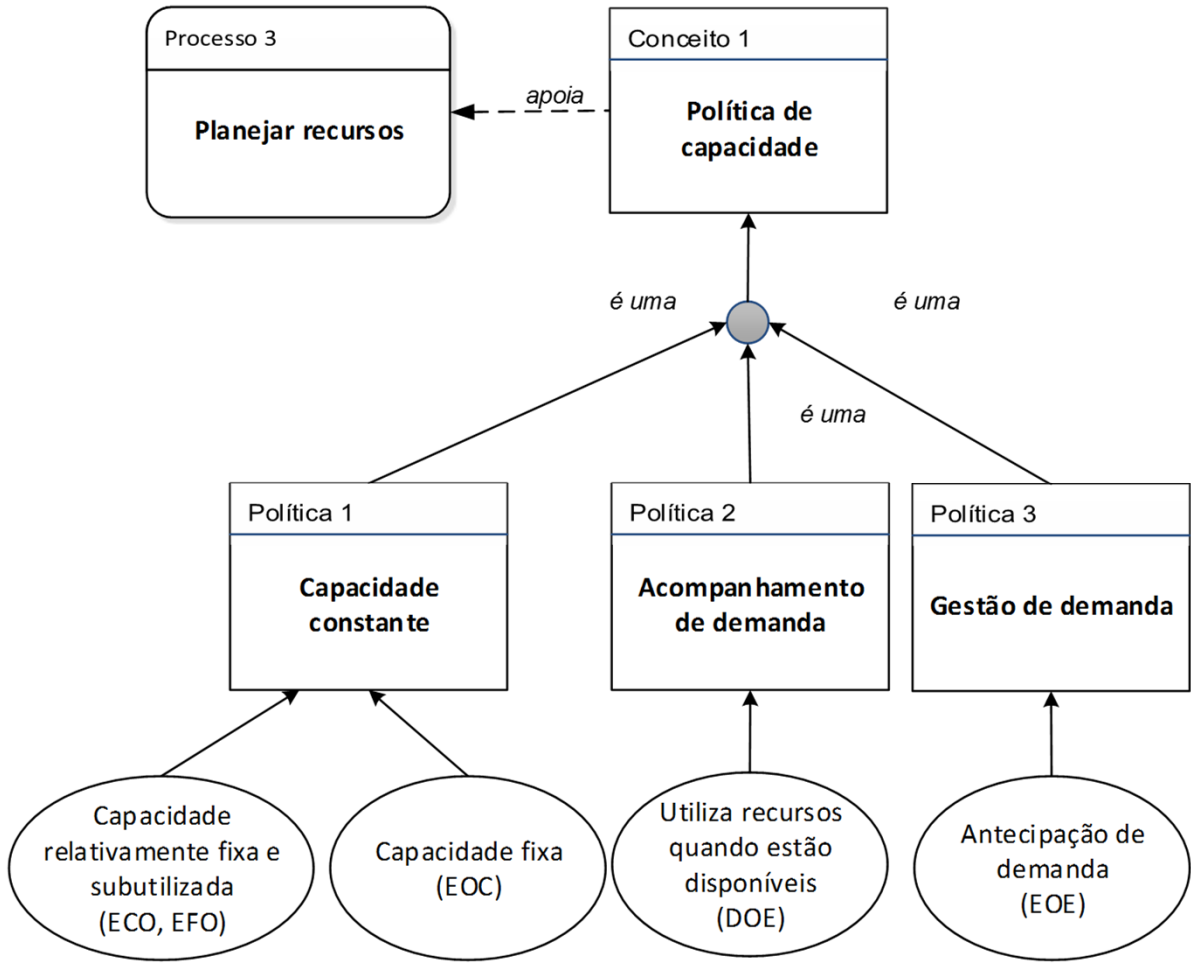 Processo 3
Planejar recursos
apoia
Conceito 1
Política de
capacidade
é uma
é uma
é uma
Política 1
Capacidade
constante
Política 2
Acompanhamento
de demanda
Política 3
Gestão de demanda
Capacidade
relativamente fixa e
subutilizada
(ECO, EFO)
Capacidade fixa
(EOC)
Utiliza recursos
quando estão
disponíveis
(DOE)
Antecipação de
demanda
(EOE)